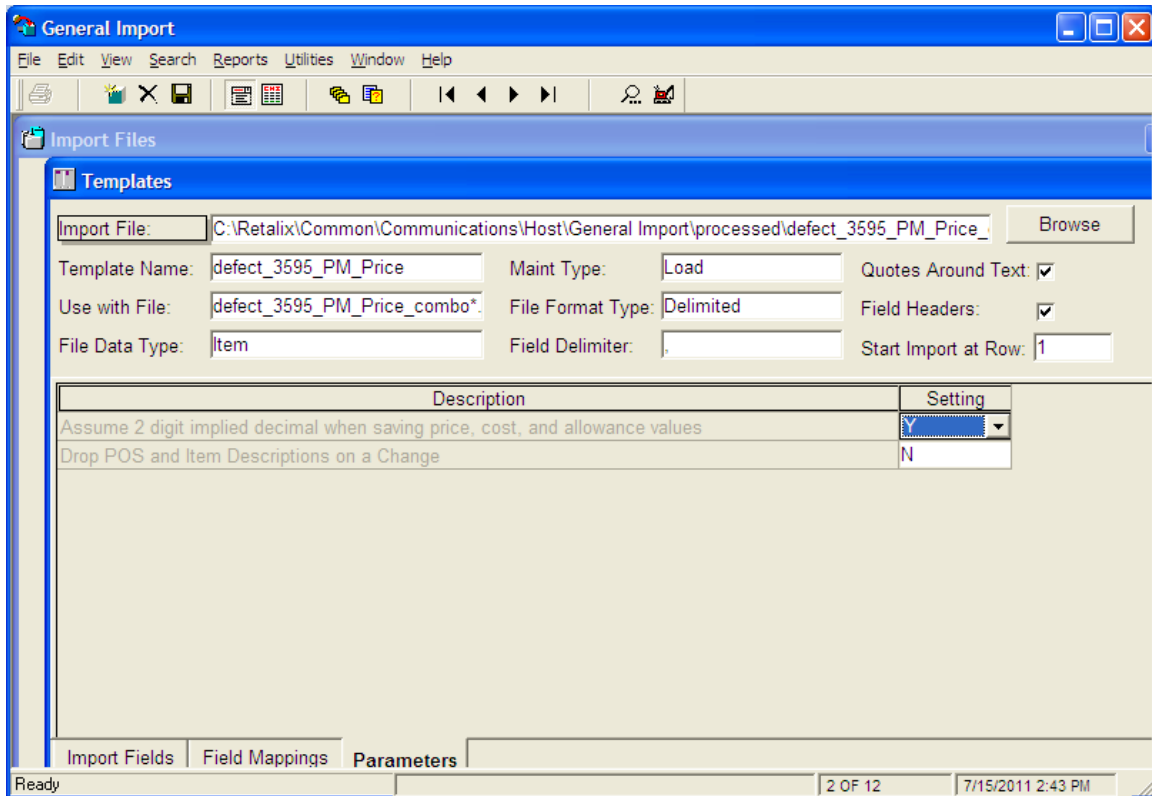 General Import
File Edit View Search Reports Utilities Window Help
Import Files
Templates
Import File: C:\Retalix\Common\Communications\Host\General Import\processed\defect_3595_PM_Price_ Browse
Template Name: defect_3595_PM_Price Maint Type: Load Quotes Around Text:
Use with File: defect_3595_PM_Price_combo*. File Format Type: Delimited Field Headers:
File Data Type: Item Field Delimiter: , Start Import at Row: 1
Description Setting
Assume 2 digit implied decimal when saving price, cost, and allowance values Y
Drop POS and Item Descriptions on a Change N
Import Fields Field Mappings Parameters
Ready 2 OF 12 7/15/2011 2:43 PM